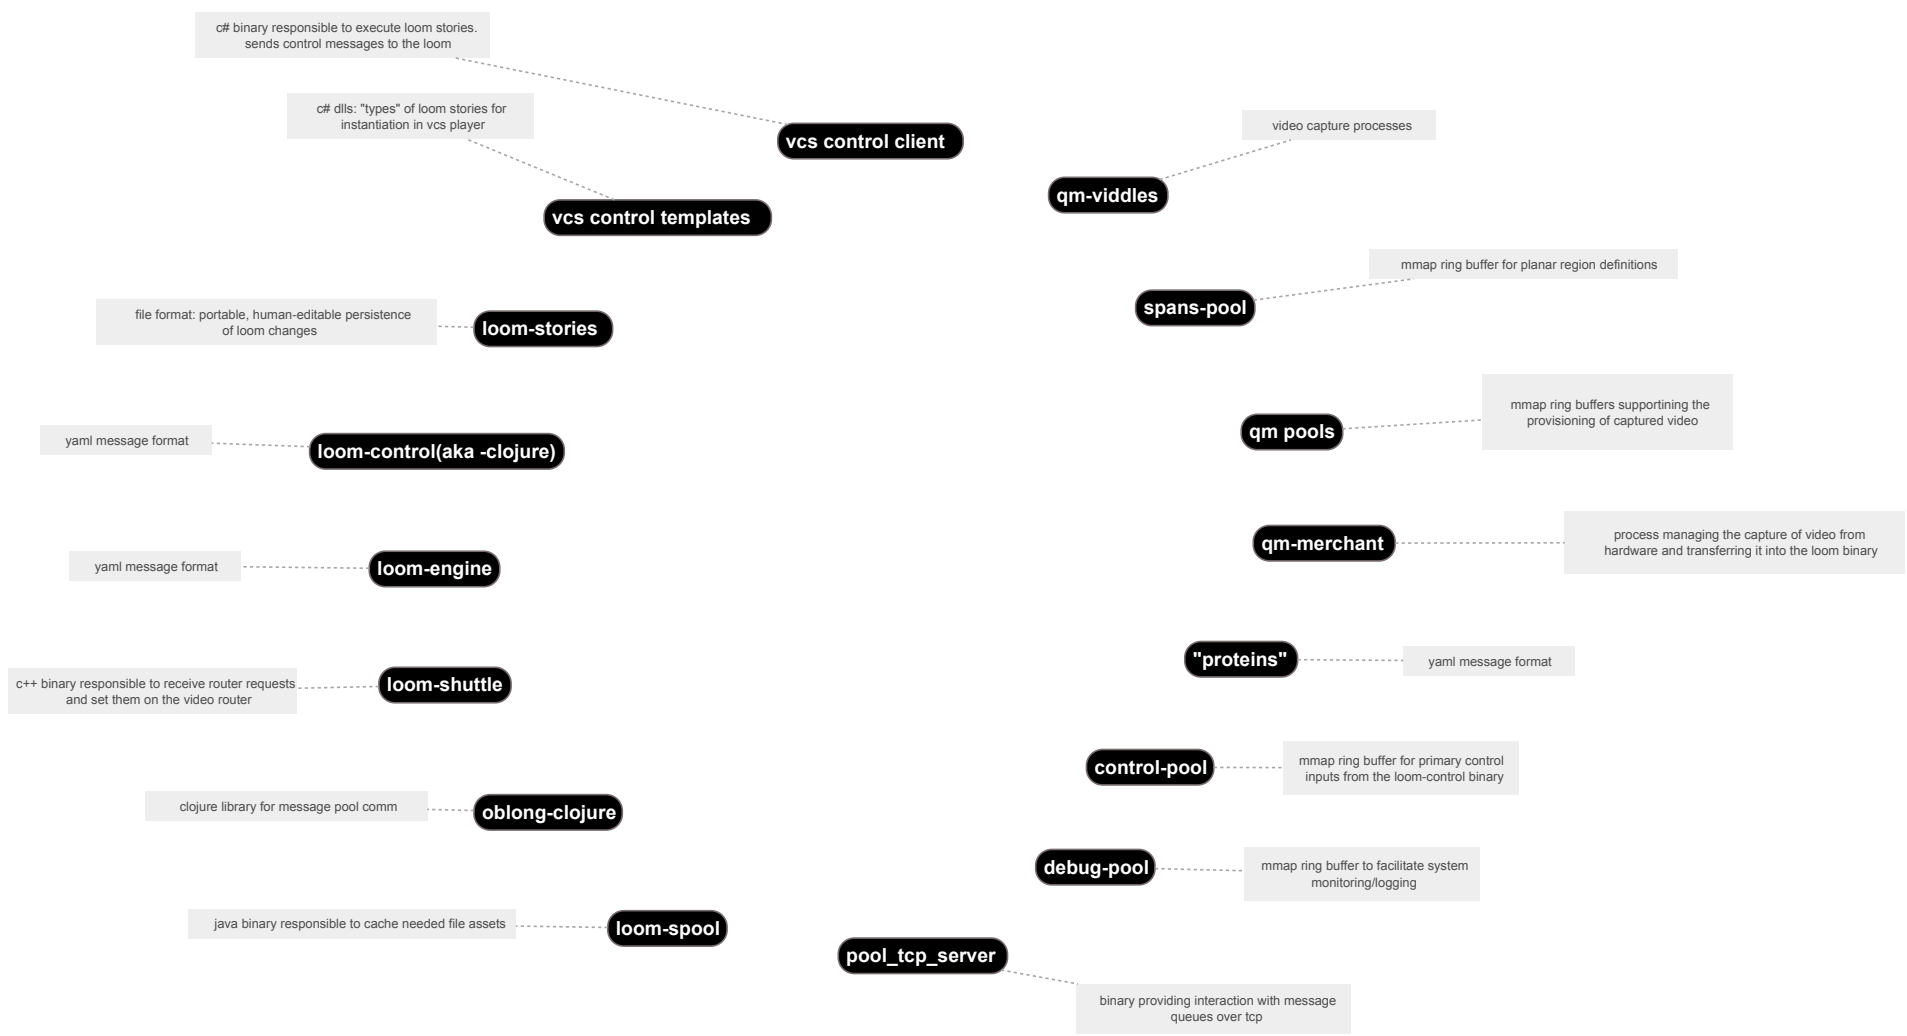 c# binary responsible to execute loom stories.
sends control messages to the loom
c# dlls: "types" of loom stories for
instantiation in vcs player
vcs control client
video capture processes
qm-viddles
vcs control templates
mmap ring buffer for planar region definitions
spans-pool
file format: portable, human-editable persistence
of loom changes
loom-stories
mmap ring buffers supportining the
provisioning of captured video
qm pools
yaml message format
loom-control(aka -clojure)
process managing the capture of video from
hardware and transferring it into the loom binary
qm-merchant
yaml message format
loom-engine
"proteins"
yaml message format
c++ binary responsible to receive router requests
and set them on the video router
loom-shuttle
control-pool
mmap ring buffer for primary control
inputs from the loom-control binary
clojure library for message pool comm
oblong-clojure
debug-pool
mmap ring buffer to facilitate system
monitoring/logging
java binary responsible to cache needed file assets
loom-spool
pool_tcp_server
binary providing interaction with message
queues over tcp